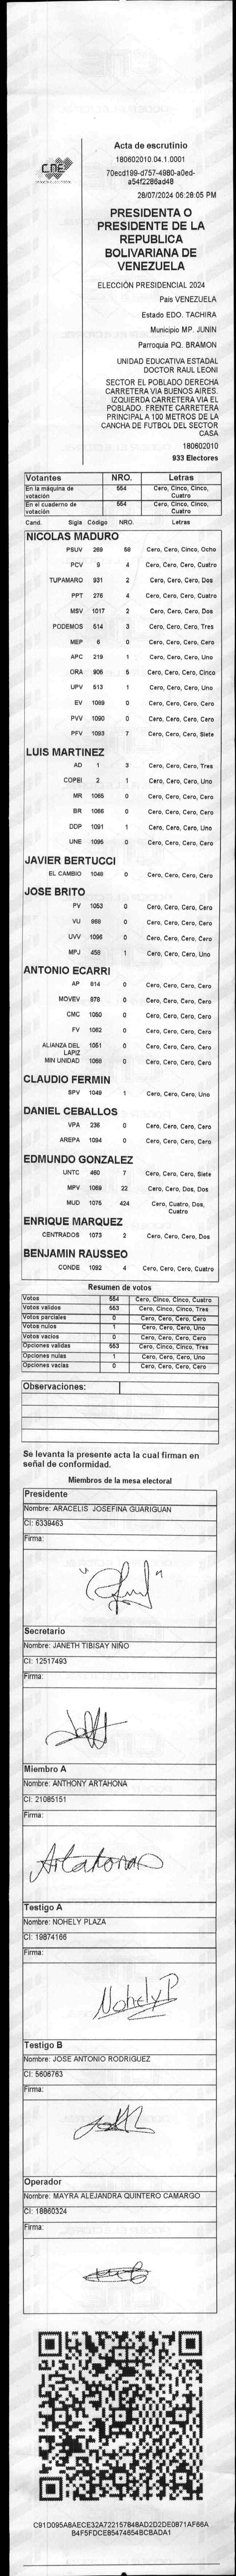 CNE
Acta de escrutinio
180602010.04.1.0001
70ecd199-d757-4980-a0ed-
a54f2286ad48
28/07/2024 06:28:05 PM
PRESIDENTA O
PRESIDENTE DE LA
REPUBLICA
BOLIVARIANA DE
VENEZUELA
ELECCIÓN PRESIDENCIAL 2024
País VENEZUELA
Estado EDO. TACHIRA
Municipio MP. JUNIN
Parroquia PQ. BRAMON
UNIDAD EDUCATIVA ESTADAL
DOCTOR RAUL LEONI
SECTOR EL POBLADO DERECHA
CARRETERA VIA BUENOS AIRES.
IZQUIERDA CARRETERA VIA EL
POBLADO. FRENTE CARRETERA
PRINCIPAL A 100 METROS DE LA
CANCHA DE FUTBOL DEL SECTOR
CASA
180602010
933 Electores
Votantes NRO. Letras
En la máquina de votación 554 Cero, Cinco, Cinco, Cuatro
En el cuaderno de votación 554 Cero, Cinco, Cinco, Cuatro
Cand. Sigla Código NRO. Letras
NICOLAS MADURO
PSUV 269 58 Cero, Cero, Cinco, Ocho
PCV 9 4 Cero, Cero, Cero, Cuatro
TUPAMARO 931 2 Cero, Cero, Cero, Dos
PPT 276 4 Cero, Cero, Cero, Cuatro
MSV 1017 2 Cero, Cero, Cero, Dos
PODEMOS 514 3 Cero, Cero, Cero, Tres
MEP 6 0 Cero, Cero, Cero, Cero
APC 219 1 Cero, Cero, Cero, Uno
ORA 906 5 Cero, Cero, Cero, Cinco
UPV 513 1 Cero, Cero, Cero, Uno
EV 1089 0 Cero, Cero, Cero, Cero
PVV 1090 0 Cero, Cero, Cero, Cero
PFV 1093 7 Cero, Cero, Cero, Siete
LUIS MARTINEZ
AD 1 3 Cero, Cero, Cero, Tres
COPEI 2 1 Cero, Cero, Cero, Uno
MR 1065 0 Cero, Cero, Cero, Cero
BR 1066 0 Cero, Cero, Cero, Cero
DDP 1091 1 Cero, Cero, Cero, Uno
UNE 1095 0 Cero, Cero, Cero, Cero
JAVIER BERTUCCI
EL CAMBIO 1048 0 Cero, Cero, Cero, Cero
JOSE BRITO
PV 1053 0 Cero, Cero, Cero, Cero
VU 868 0 Cero, Cero, Cero, Cero
UVV 1096 0 Cero, Cero, Cero, Cero
MPJ 458 1 Cero, Cero, Cero, Uno
ANTONIO ECARRI
AP 814 0 Cero, Cero, Cero, Cero
MOVEV 978 0 Cero, Cero, Cero, Cero
CMC 1050 0 Cero, Cero, Cero, Cero
FV 1062 0 Cero, Cero, Cero, Cero
ALIANZA DEL LAPIZ 1051 0 Cero, Cero, Cero, Cero
MIN UNIDAD 1068 0 Cero, Cero, Cero, Cero
CLAUDIO FERMIN
SPV 1049 1 Cero, Cero, Cero, Uno
DANIEL CEBALLOS
VPA 236 0 Cero, Cero, Cero, Cero
AREPA 1094 0 Cero, Cero, Cero, Cero
EDMUNDO GONZALEZ
UNTC 460 7 Cero, Cero, Cero, Siete
MPV 1069 22 Cero, Cero, Dos, Dos
MUD 1075 424 Cero, Cuatro, Dos, Cuatro
ENRIQUE MARQUEZ
CENTRADOS 1073 2 Cero, Cero, Cero, Dos
BENJAMIN RAUSSEO
CONDE 1092 4 Cero, Cero, Cero, Cuatro
Resumen de votos
Votos 554 Cero, Cinco, Cinco, Cuatro
Votos validos 553 Cero, Cinco, Cinco, Tres
Votos parciales 0 Cero, Cero, Cero, Cero
Votos nulos 1 Cero, Cero, Cero, Uno
Votos vacios 0 Cero, Cero, Cero, Cero
Opciones validas 553 Cero, Cinco, Cinco, Tres
Opciones nulas 1 Cero, Cero, Cero, Uno
Opciones vacias 0 Cero, Cero, Cero, Cero
Observaciones:
Se levanta la presente acta la cual firman en
señal de conformidad.
Miembros de la mesa electoral
Presidente
Nombre: ARACELIS JOSEFINA GUARIGUAN
CI: 6339463
Firma:
Secretario
Nombre: JANETH TIBISAY NIÑO
CI: 12517493
Firma:
Miembro A
Nombre: ANTHONY ARTAHONA
CI: 21085151
Firma:
Artahona
Testigo A
Nombre: NOHELY PLAZA
CI: 19874166
Firma:
Nohely P
Testigo B
Nombre: JOSE ANTONIO RODRIGUEZ
CI: 5606763
Firma:
Operador
Nombre: MAYRA ALEJANDRA QUINTERO CAMARGO
CI: 18860324
Firma:
C91D095A8AECE32A722157848AD2D2DE0871AF66A
B4F5FDCE85474654BCBADA1